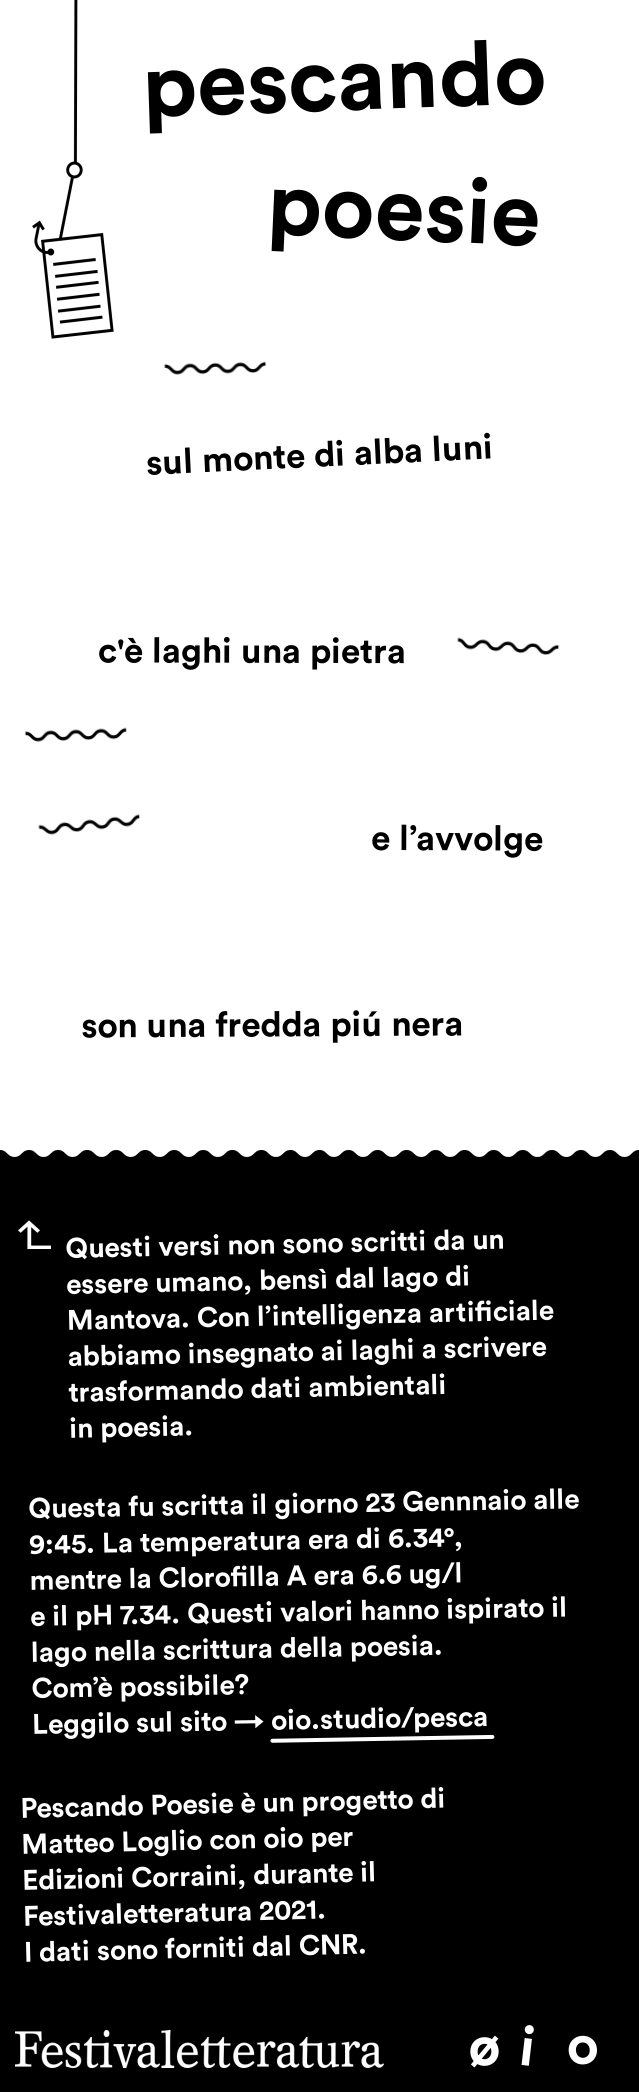 pescando
poesie
sul monte di alba luni
c'è laghi una pietra
e l’avvolge
son una fredda piú nera
Questi versi non sono scritti da un
essere umano, bensì dal lago di
Mantova. Con l’intelligenza artificiale
abbiamo insegnato ai laghi a scrivere
trasformando dati ambientali
in poesia.
Questa fu scritta il giorno 23 Gennnaio alle
9:45. La temperatura era di 6.34°,
mentre la Clorofilla A era 6.6 ug/l
e il pH 7.34. Questi valori hanno ispirato il
lago nella scrittura della poesia.
Com’è possibile?
Leggilo sul sito → oio.studio/pesca
Pescando Poesie è un progetto di
Matteo Loglio con oio per
Edizioni Corraini, durante il
Festivaletteratura 2021.
I dati sono forniti dal CNR.
Festivaletteratura ø i o